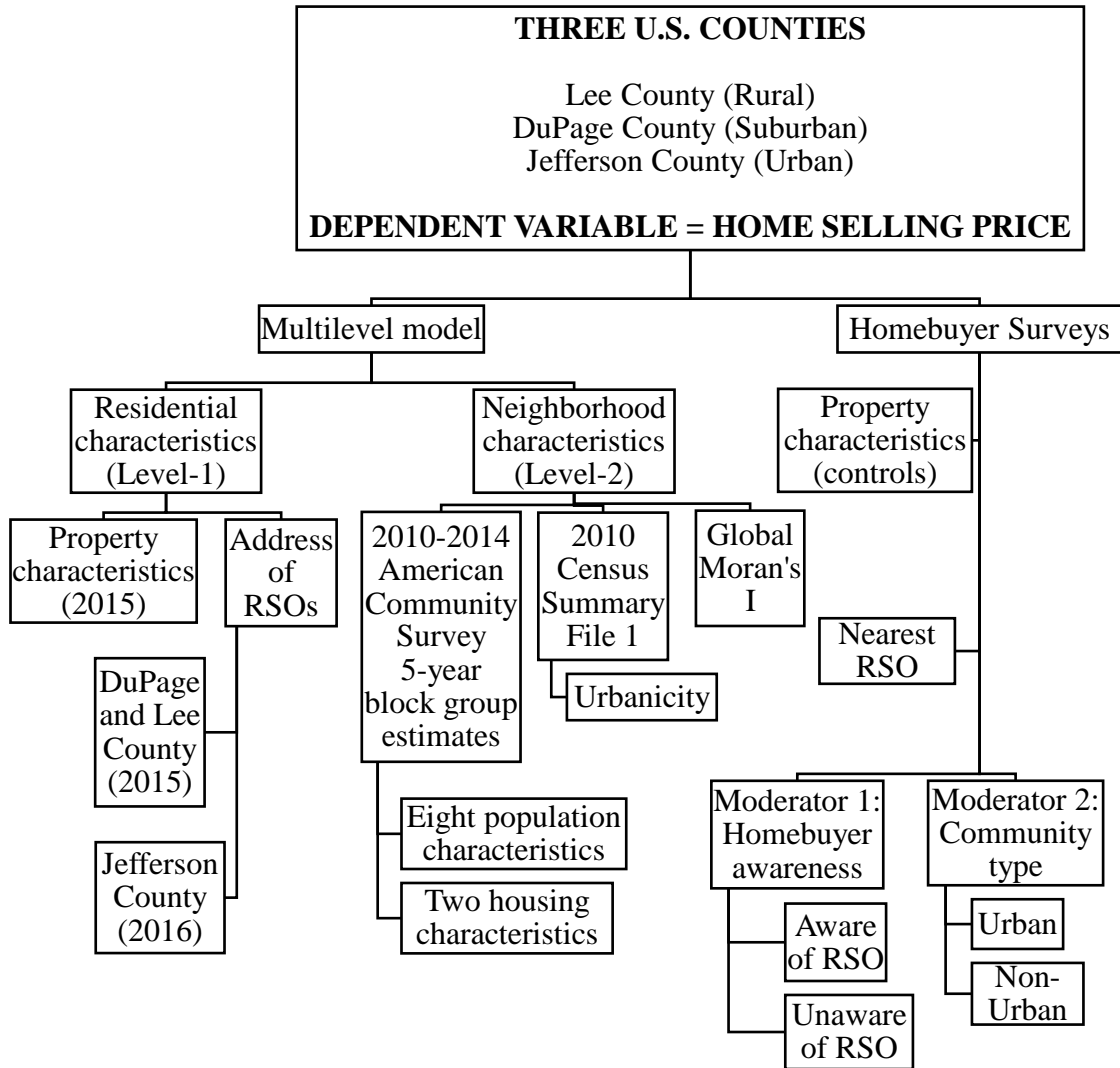 THREE U.S. COUNTIES
Lee County (Rural)
DuPage County (Suburban)
Jefferson County (Urban)
DEPENDENT VARIABLE = HOME SELLING PRICE
Multilevel model
Homebuyer Surveys
Residential
characteristics
(Level-1)
Neighborhood
characteristics
(Level-2)
Property
characteristics
(controls)
Property
characteristics
(2015)
Address
of
RSOs
2010-2014
American
Community
Survey
5-year
block group
estimates
2010
Census
Summary
File 1
Global
Moran's
I
Nearest
RSO
DuPage
and Lee
County
(2015)
Urbanicity
Jefferson
County
(2016)
Eight population
characteristics
Two housing
characteristics
Moderator 1:
Homebuyer
awareness
Moderator 2:
Community
type
Aware
of RSO
Unaware
of RSO
Urban
Non-
Urban